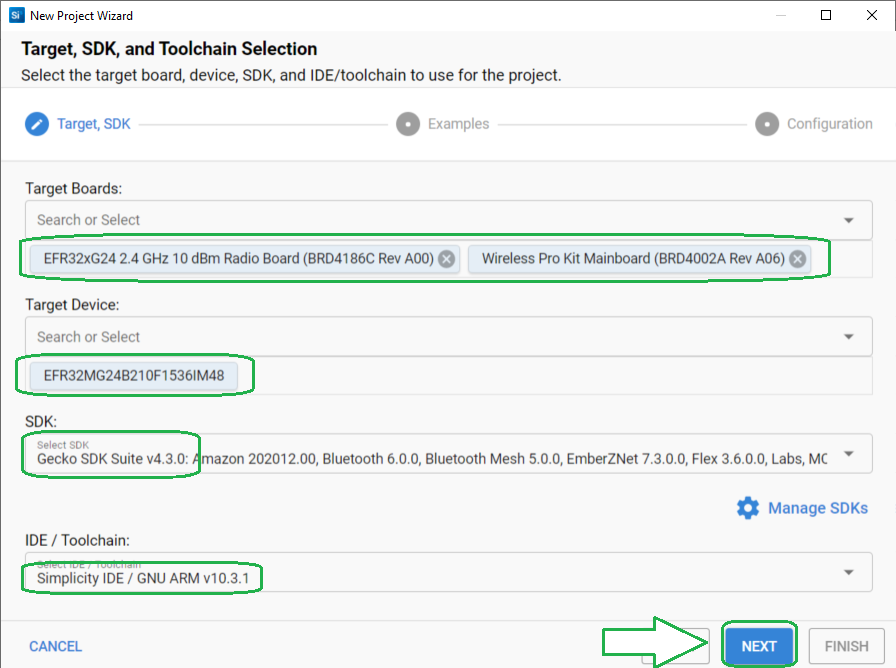 Si New Project Wizard
Target, SDK, and Toolchain Selection
Select the target board, device, SDK, and IDE/toolchain to use for the project.
Target, SDK Examples Configuration
Target Boards:
Search or Select
EFR32xG24 2.4 GHz 10 dBm Radio Board (BRD4186C Rev A00) Wireless Pro Kit Mainboard (BRD4002A Rev A06)
Target Device:
Search or Select
EFR32MG24B210F1536IM48
SDK:
Select SDK
Gecko SDK Suite v4.3.0: Amazon 202012.00, Bluetooth 6.0.0, Bluetooth Mesh 5.0.0, EmberZNet 7.3.0.0, Flex 3.6.0.0, Labs, MC
Manage SDKs
IDE / Toolchain:
Select IDE / Toolchain
Simplicity IDE / GNU ARM v10.3.1
CANCEL NEXT FINISH